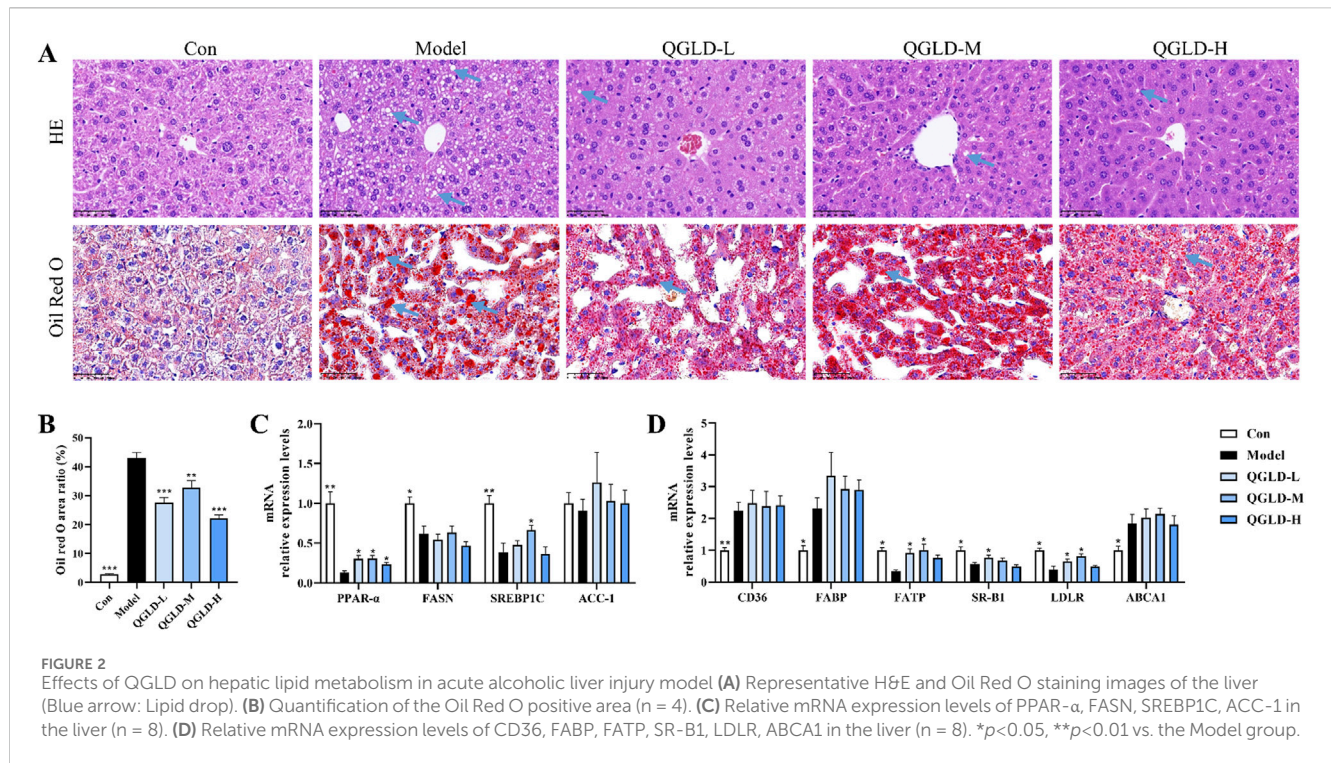 A
Con
Model
QGLD-L
QGLD-M
QGLD-H
HE
Oil Red O
B
Oil red O area ratio (%)
50
40
30
20
10
0
***
***
**
***
Con
Model
QGLD-L
QGLD-M
QGLD-H
C
mRNA
relative expression levels
2.0
1.5
1.0
0.5
0.0
**
*
*
*
*
**
*
PPAR-α
FASN
SREBP1C
ACC-1
D
mRNA
relative expression levels
5
4
3
2
1
0
**
*
*
*
*
*
*
*
*
*
*
CD36
FABP
FATP
SR-B1
LDLR
ABCA1
Con
Model
QGLD-L
QGLD-M
QGLD-H
FIGURE 2
Effects of QGLD on hepatic lipid metabolism in acute alcoholic liver injury model (A) Representative H&E and Oil Red O staining images of the liver
(Blue arrow: Lipid drop). (B) Quantification of the Oil Red O positive area (n = 4). (C) Relative mRNA expression levels of PPAR-α, FASN, SREBP1C, ACC-1 in
the liver (n = 8). (D) Relative mRNA expression levels of CD36, FABP, FATP, SR-B1, LDLR, ABCA1 in the liver (n = 8). *p<0.05, **p<0.01 vs. the Model group.